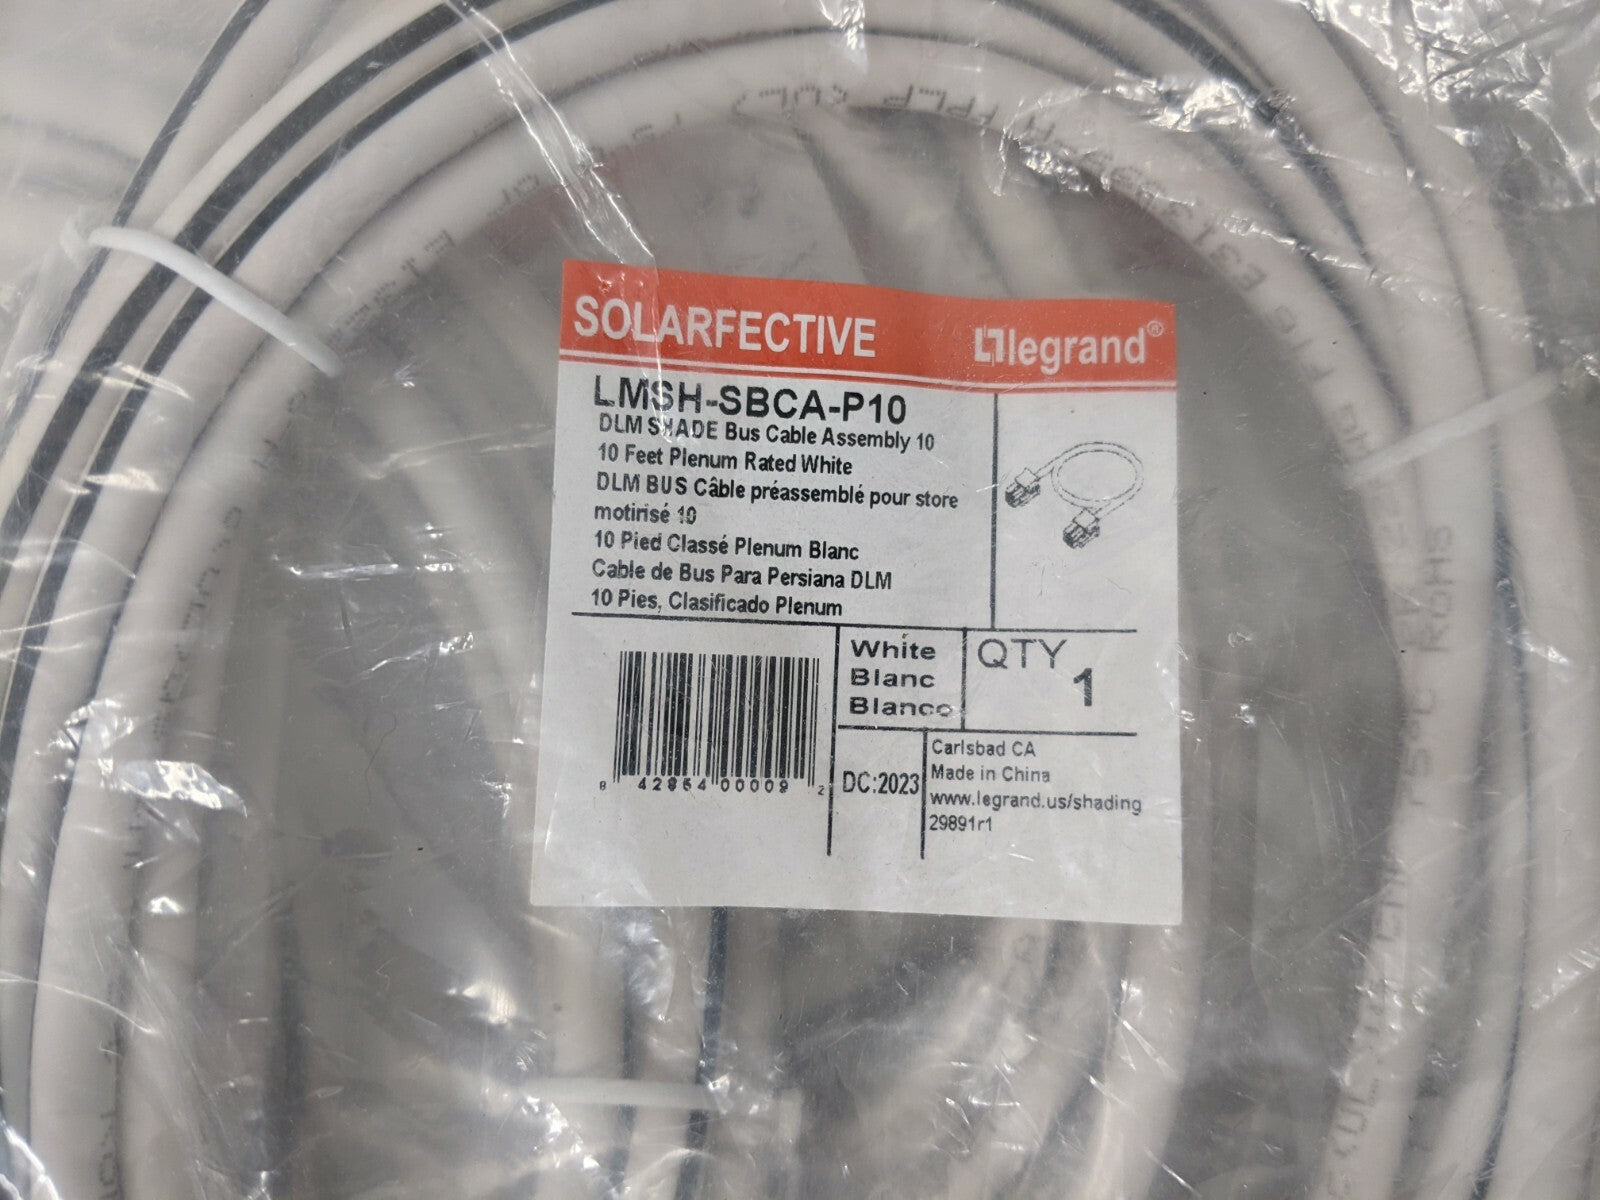 SOLARFECTIVE legrand®
LMSH-SBCA-P10
DLM SHADE Bus Cable Assembly 10
10 Feet Plenum Rated White
DLM BUS Câble préassemblé pour store
motirisé 10
10 Pied Classé Plenum Blanc
Cable de Bus Para Persiana DLM
10 Pies, Clasificado Plenum
White
Blanc
Blanco
QTY
1
8 42854 00009 2
DC:2023
Carlsbad CA
Made in China
www.legrand.us/shading
29891r1